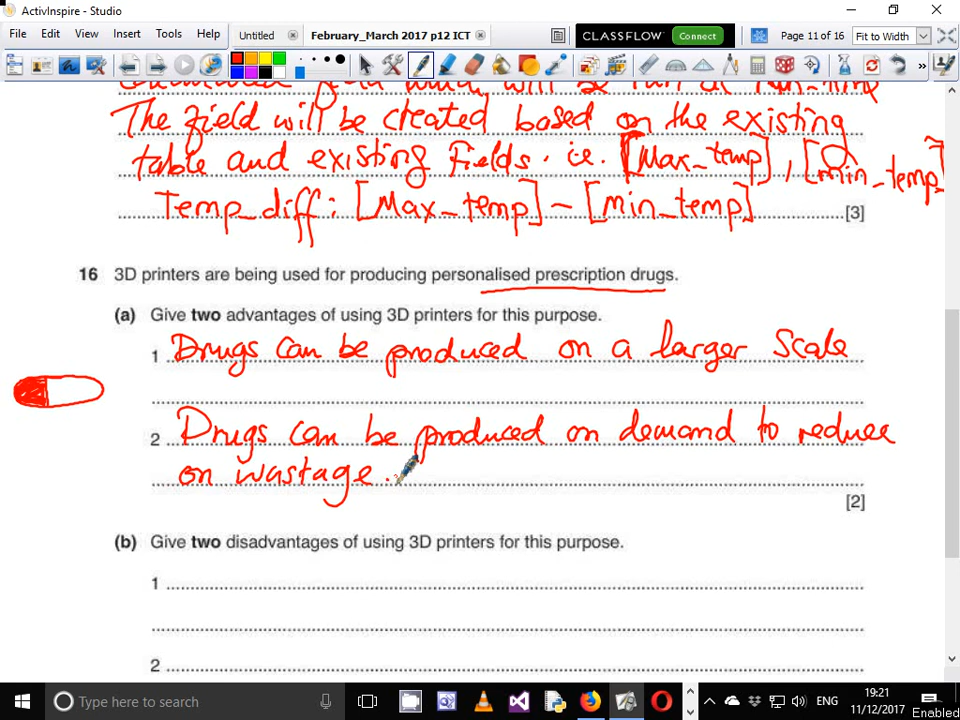 ActivInspire - Studio
File Edit View Insert Tools Help Untitled February_March 2017 p12 ICT CLASSFLOW Connect Page 11 of 16 Fit to Width
The field will be created based on the existing
table and existing fields. i.e. [Max_temp], [min_temp]
Temp_diff: [Max_temp] - [min_temp]
[3]
16 3D printers are being used for producing personalised prescription drugs.
(a) Give two advantages of using 3D printers for this purpose.
1 Drugs can be produced on a larger scale
2 Drugs can be produced on demand to reduce
on wastage.
[2]
(b) Give two disadvantages of using 3D printers for this purpose.
1
2
Type here to search
ENG
19:21
11/12/2017
Enabled